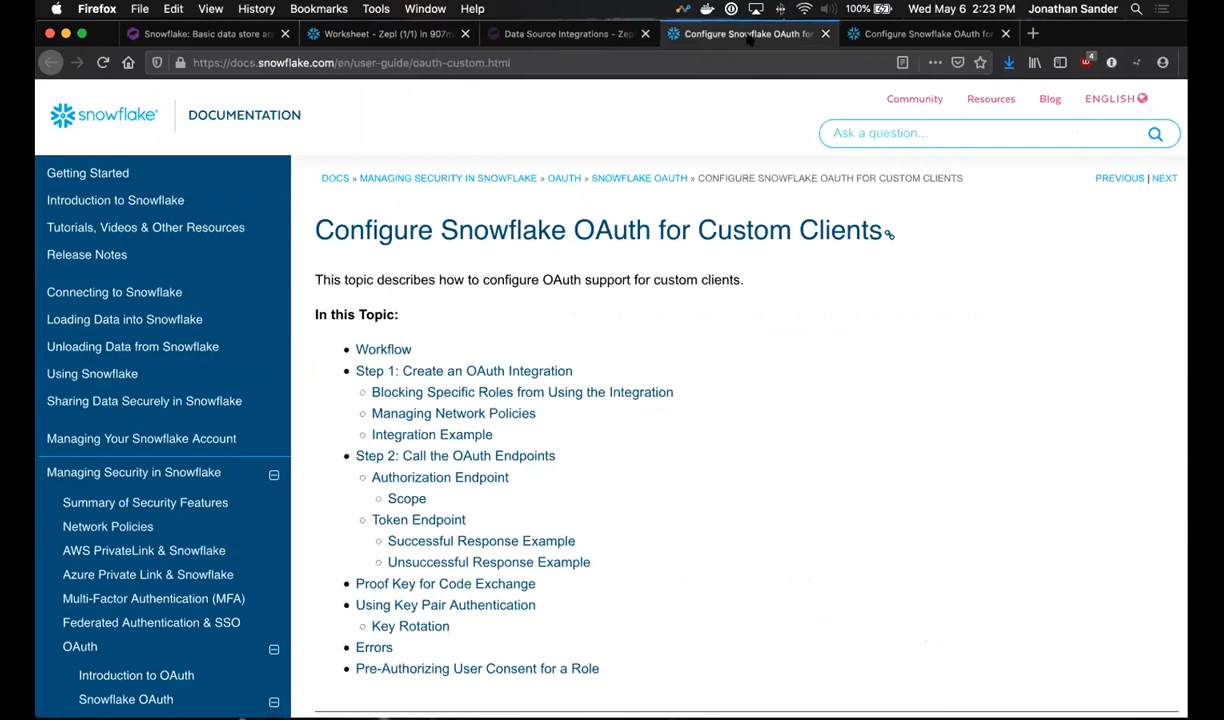 Firefox File Edit View History Bookmarks Tools Window Help 100% Wed May 6 2:23 PM Jonathan Sander
Snowflake: Basic data store ac
Worksheet - Zepl (1/1) in 907m
Data Source Integrations - Zepl
Configure Snowflake OAuth for
Configure Snowflake OAuth for
https://docs.snowflake.com/en/user-guide/oauth-custom.html
4
snowflake
DOCUMENTATION
Community Resources Blog ENGLISH
Ask a question...
Getting Started
Introduction to Snowflake
Tutorials, Videos & Other Resources
Release Notes
Connecting to Snowflake
Loading Data into Snowflake
Unloading Data from Snowflake
Using Snowflake
Sharing Data Securely in Snowflake
Managing Your Snowflake Account
Managing Security in Snowflake
Summary of Security Features
Network Policies
AWS PrivateLink & Snowflake
Azure Private Link & Snowflake
Multi-Factor Authentication (MFA)
Federated Authentication & SSO
OAuth
Introduction to OAuth
Snowflake OAuth
DOCS » MANAGING SECURITY IN SNOWFLAKE » OAUTH » SNOWFLAKE OAUTH » CONFIGURE SNOWFLAKE OAUTH FOR CUSTOM CLIENTS
PREVIOUS | NEXT
Configure Snowflake OAuth for Custom Clients
This topic describes how to configure OAuth support for custom clients.
In this Topic:
• Workflow
• Step 1: Create an OAuth Integration
○ Blocking Specific Roles from Using the Integration
○ Managing Network Policies
○ Integration Example
• Step 2: Call the OAuth Endpoints
○ Authorization Endpoint
○ Scope
○ Token Endpoint
○ Successful Response Example
○ Unsuccessful Response Example
• Proof Key for Code Exchange
• Using Key Pair Authentication
○ Key Rotation
• Errors
• Pre-Authorizing User Consent for a Role